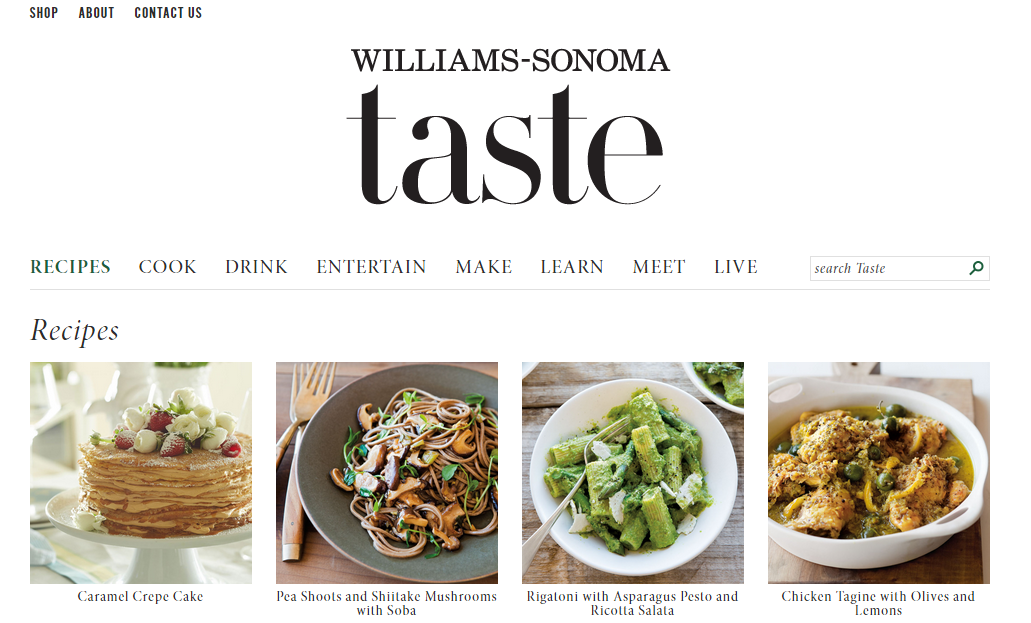 SHOP ABOUT CONTACT US
WILLIAMS-SONOMA
taste
RECIPES COOK DRINK ENTERTAIN MAKE LEARN MEET LIVE search Taste
Recipes
Caramel Crepe Cake
Pea Shoots and Shiitake Mushrooms
with Soba
Rigatoni with Asparagus Pesto and
Ricotta Salata
Chicken Tagine with Olives and
Lemons